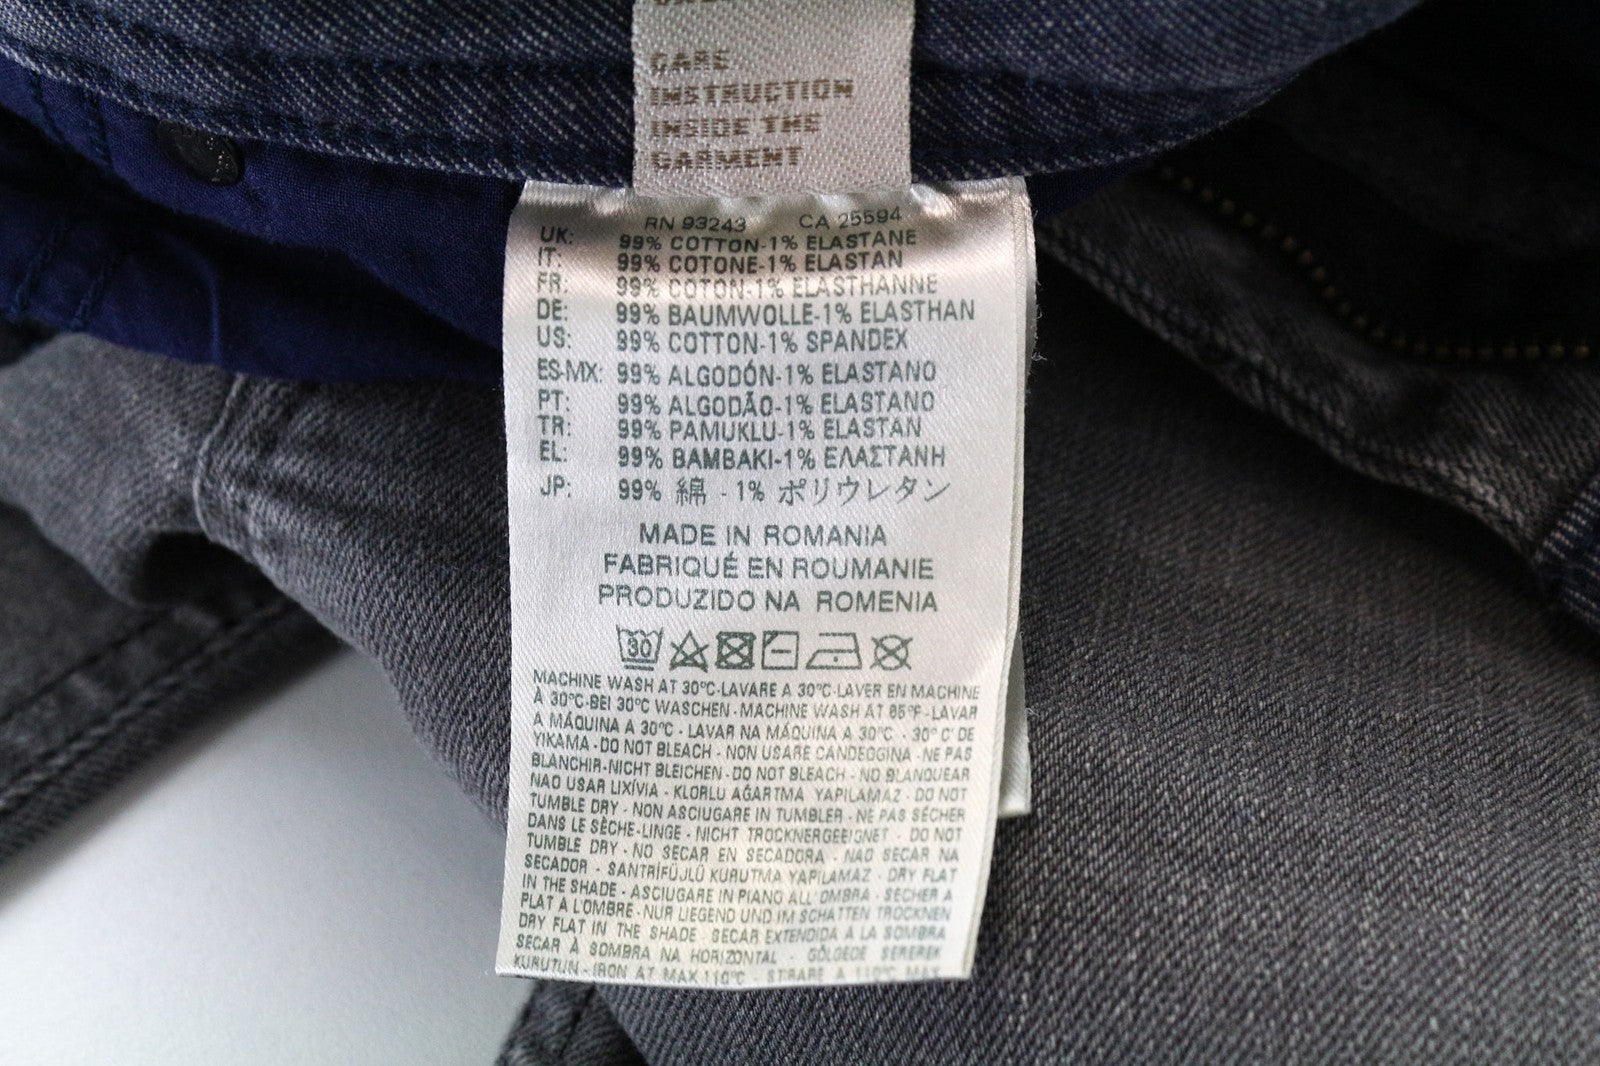 CARE
INSTRUCTION
INSIDE THE
GARMENT
RN 93243 CA 25594
UK: 99% COTTON-1% ELASTANE
IT: 99% COTONE-1% ELASTAN
FR: 99% COTON-1% ELASTHANNE
DE: 99% BAUMWOLLE-1% ELASTHAN
US: 99% COTTON-1% SPANDEX
ES-MX: 99% ALGODÓN-1% ELASTANO
PT: 99% ALGODÃO-1% ELASTANO
TR: 99% PAMUKLU-1% ELASTAN
EL: 99% BAMBAKI-1% ΕΛΑΣΤΑΝΗ
JP: 99% 綿 - 1% ポリウレタン
MADE IN ROMANIA
FABRIQUÉ EN ROUMANIE
PRODUZIDO NA ROMENIA
30
MACHINE WASH AT 30°C-LAVARE A 30°C-LAVER EN MACHINE
À 30°C-BEI 30°C WASCHEN-MACHINE WASH AT 85°F-LAVAR
A MÁQUINA A 30°C - LAVAR NA MÁQUINA A 30°C - 30° C' DE
YIKAMA - DO NOT BLEACH - NON USARE CANDEGGINA - NE PAS
BLANCHIR-NICHT BLEICHEN-DO NOT BLEACH - NO BLANQUEAR
NAO USAR LIXÍVIA - KLORLU AĞARTMA YAPILAMAZ - DO NOT
TUMBLE DRY - NON ASCIUGARE IN TUMBLER - NE PAS SÉCHER
DANS LE SÈCHE-LINGE - NICHT TROCKNERGEEIGNET - DO NOT
TUMBLE DRY - NO SECAR EN SECADORA - NAO SECAR NA
SECADOR - SANTRİFÜJLÜ KURUTMA YAPILAMAZ - DRY FLAT
IN THE SHADE - ASCIUGARE IN PIANO ALL'OMBRA - SÉCHER A
PLAT A L'OMBRE - NUR LIEGEND UND IM SCHATTEN TROCKNEN
DRY FLAT IN THE SHADE - SECAR EXTENDIDA A LA SOMBRA
SECAR À SOMBRA NA HORIZONTAL - GÖLGEDE SEREREK
KURUTUN - IRON AT MAX 110°C - STIRARE A 110°C MAX